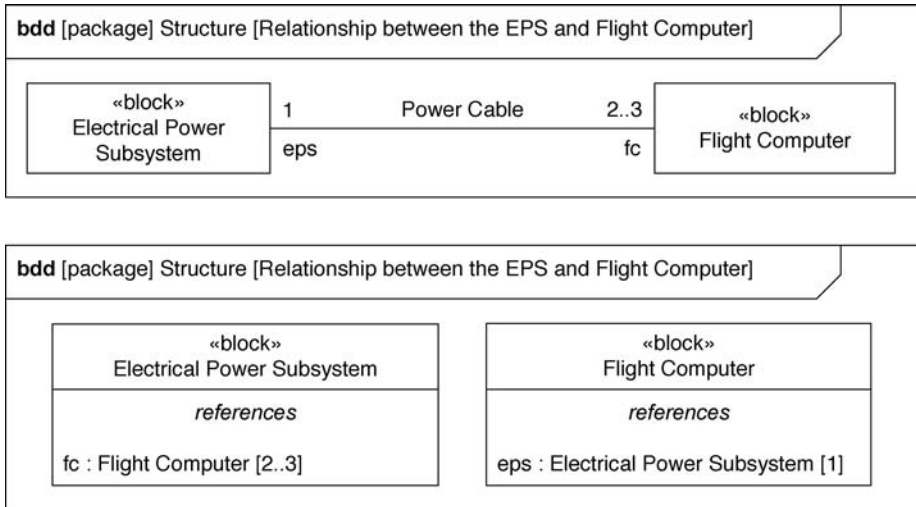 bdd [package] Structure [Relationship between the EPS and Flight Computer]
«block»
Electrical Power
Subsystem
1 Power Cable 2..3
eps fc
«block»
Flight Computer
bdd [package] Structure [Relationship between the EPS and Flight Computer]
«block»
Electrical Power Subsystem
references
fc : Flight Computer [2..3]
«block»
Flight Computer
references
eps : Electrical Power Subsystem [1]